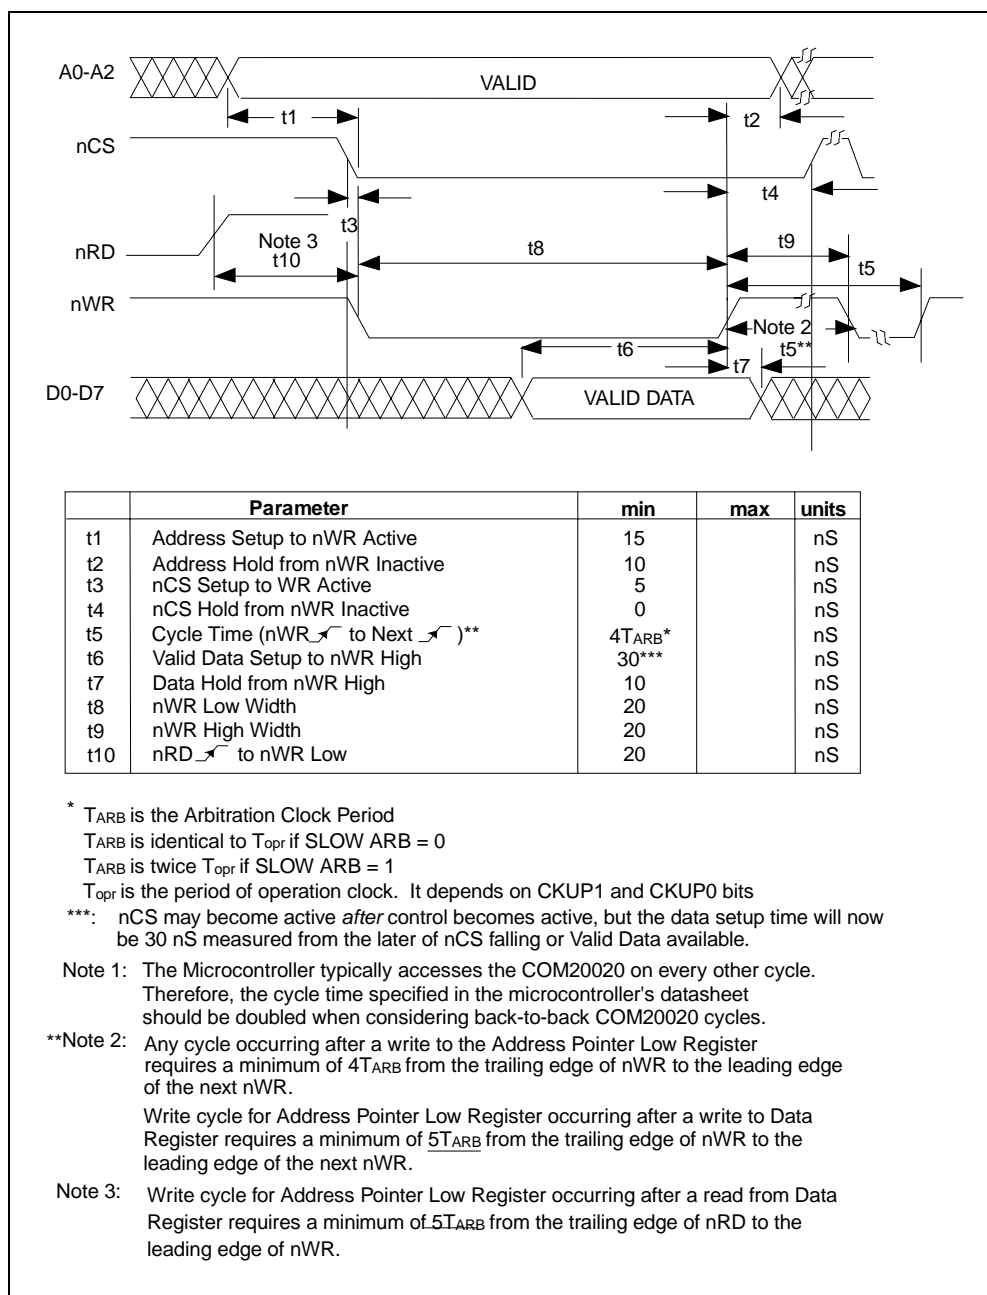 A0-A2
VALID
t1
t2
nCS
t4
t3
nRD
Note 3
t10
t8
t9
t5
nWR
Note 2
t5**
t6
t7
D0-D7
VALID DATA
Parameter min max units
t1 Address Setup to nWR Active 15 nS
t2 Address Hold from nWR Inactive 10 nS
t3 nCS Setup to WR Active 5 nS
t4 nCS Hold from nWR Inactive 0 nS
t5 Cycle Time (nWR to Next )** 4TARB* nS
t6 Valid Data Setup to nWR High 30*** nS
t7 Data Hold from nWR High 10 nS
t8 nWR Low Width 20 nS
t9 nWR High Width 20 nS
t10 nRD to nWR Low 20 nS
* TARB is the Arbitration Clock Period
TARB is identical to Topr if SLOW ARB = 0
TARB is twice Topr if SLOW ARB = 1
Topr is the period of operation clock. It depends on CKUP1 and CKUP0 bits
***: nCS may become active after control becomes active, but the data setup time will now
be 30 nS measured from the later of nCS falling or Valid Data available.
Note 1: The Microcontroller typically accesses the COM20020 on every other cycle.
Therefore, the cycle time specified in the microcontroller's datasheet
should be doubled when considering back-to-back COM20020 cycles.
**Note 2: Any cycle occurring after a write to the Address Pointer Low Register
requires a minimum of 4TARB from the trailing edge of nWR to the leading edge
of the next nWR.
Write cycle for Address Pointer Low Register occurring after a write to Data
Register requires a minimum of 5TARB from the trailing edge of nWR to the
leading edge of the next nWR.
Note 3: Write cycle for Address Pointer Low Register occurring after a read from Data
Register requires a minimum of 5TARB from the trailing edge of nRD to the
leading edge of nWR.